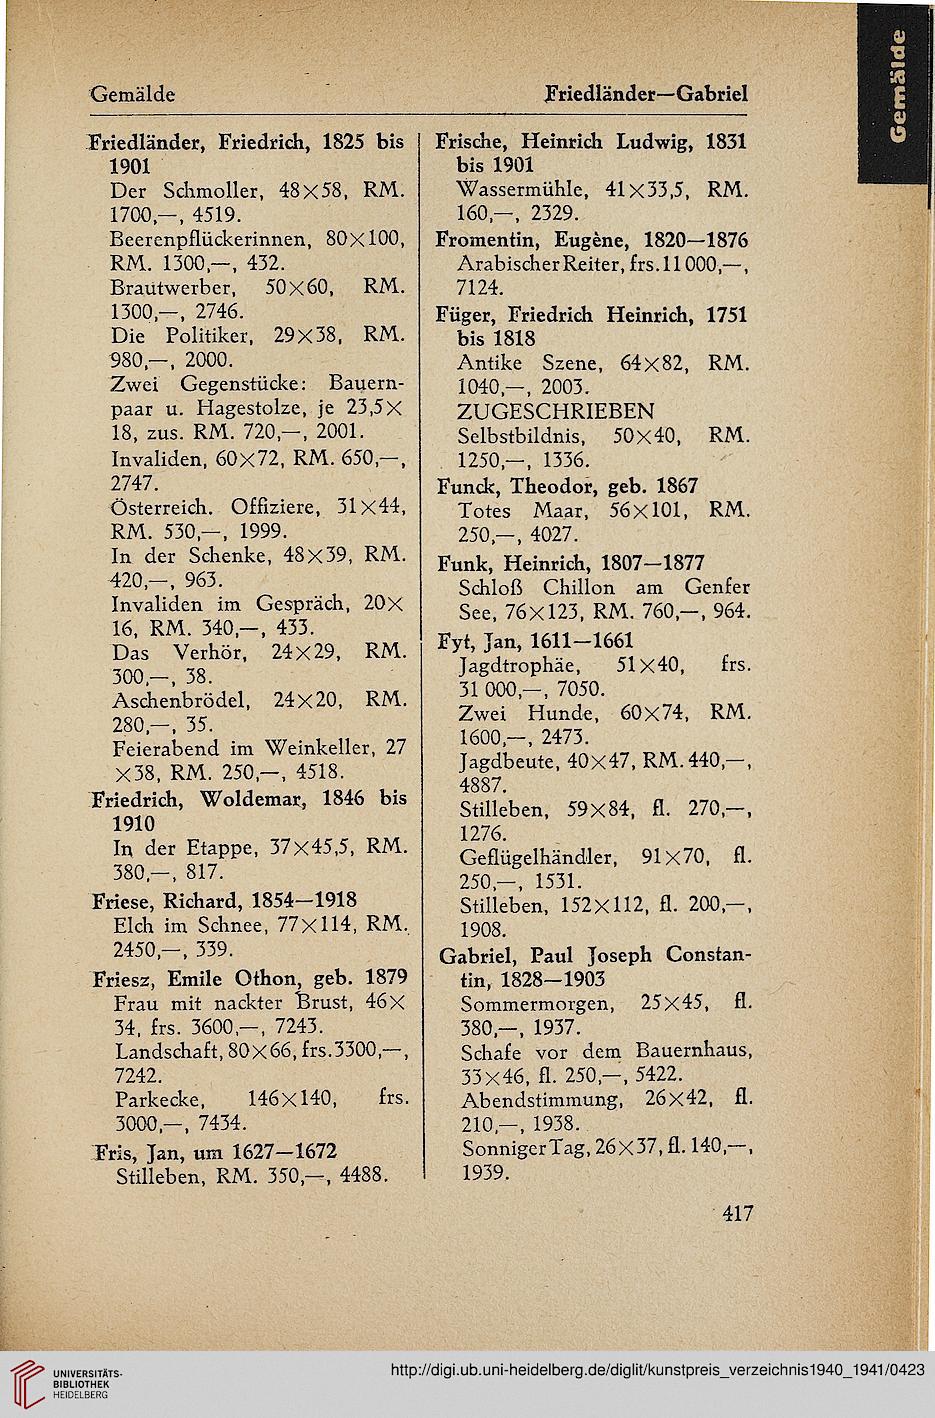 Gemälde
Friedländer—Gabriel
Gemälde
Friedländer, Friedrich, 1825 bis
1901
Der Schmoller, 48×58, RM.
1700,—, 4519.
Beerenpflückerinnen, 80×100,
RM. 1300,—, 432.
Brautwerber, 50×60, RM.
1300,—, 2746.
Die Politiker, 29×38, RM.
980,—, 2000.
Zwei Gegenstücke: Bauern-
paar u. Hagestolze, je 23,5×
18, zus. RM. 720,—, 2001.
Invaliden, 60×72, RM. 650,—,
2747.
Österreich. Offiziere, 31×44,
RM. 530,—, 1999.
In der Schenke, 48×39, RM.
420,—, 963.
Invaliden im Gespräch, 20×
16, RM. 340,—, 433.
Das Verhör, 24×29, RM.
300,—, 38.
Aschenbrödel, 24×20, RM.
280,—, 35.
Feierabend im Weinkeller, 27
×38, RM. 250,—, 4518.
Friedrich, Woldemar, 1846 bis
1910
In der Etappe, 37×45,5, RM.
380,—, 817.
Friese, Richard, 1854—1918
Elch im Schnee, 77×114, RM.
2450,—, 339.
Friesz, Emile Othon, geb. 1879
Frau mit nackter Brust, 46×
34, frs. 3600,—, 7243.
Landschaft, 80×66, frs. 3300,—,
7242.
Parkecke, 146×140, frs.
3000,—, 7434.
Fris, Jan, um 1627—1672
Stilleben, RM. 350,—, 4488.
Frische, Heinrich Ludwig, 1831
bis 1901
Wassermühle, 41×33,5, RM.
160,—, 2329.
Fromentin, Eugène, 1820—1876
Arabischer Reiter, frs. 11 000,—,
7124.
Füger, Friedrich Heinrich, 1751
bis 1818
Antike Szene, 64×82, RM.
1040,—, 2003.
ZUGESCHRIEBEN
Selbstbildnis, 50×40, RM.
1250,—, 1336.
Funck, Theodor, geb. 1867
Totes Maar, 56×101, RM.
250,—, 4027.
Funk, Heinrich, 1807—1877
Schloß Chillon am Genfer
See, 76×123, RM. 760,—, 964.
Fyt, Jan, 1611—1661
Jagdtrophäe, 51×40, frs.
31 000,—, 7050.
Zwei Hunde, 60×74, RM.
1600,—, 2473.
Jagdbeute, 40×47, RM. 440,—,
4887.
Stilleben, 59×84, fl. 270,—,
1276.
Geflügelhändler, 91×70, fl.
250,—, 1531.
Stilleben, 152×112, fl. 200,—,
1908.
Gabriel, Paul Joseph Constan-
tin, 1828—1903
Sommermorgen, 25×45, fl.
380,—, 1937.
Schafe vor dem Bauernhaus,
33×46, fl. 250,—, 5422.
Abendstimmung, 26×42, fl.
210,—, 1938.
Sonniger Tag, 26×37, fl. 140,—,
1939.
417
UNIVERSITÄTS-
BIBLIOTHEK
HEIDELBERG
http://digi.ub.uni-heidelberg.de/diglit/kunstpreis_verzeichnis1940_1941/0423